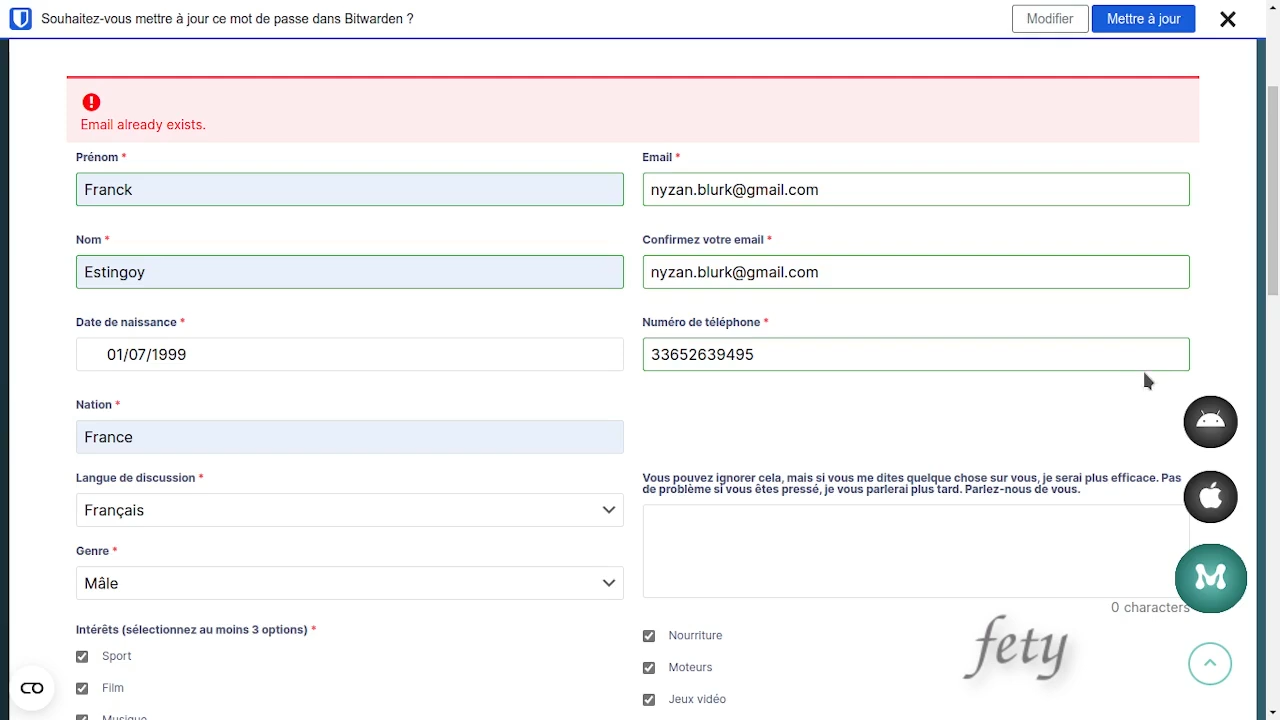 Souhaitez-vous mettre à jour ce mot de passe dans Bitwarden ?
Modifier
Mettre à jour
Email already exists.
Prénom *
Franck
Email *
nyzan.blurk@gmail.com
Nom *
Estingoy
Confirmez votre email *
nyzan.blurk@gmail.com
Date de naissance *
01/07/1999
Numéro de téléphone *
33652639495
Nation *
France
Langue de discussion *
Français
Vous pouvez ignorer cela, mais si vous me dites quelque chose sur vous, je serai plus efficace. Pas
de problème si vous êtes pressé, je vous parlerai plus tard. Parlez-nous de vous.
Genre *
Mâle
0 characters
Intérêts (sélectionnez au moins 3 options) *
Sport
Film
Musique
Nourriture
Moteurs
Jeux vidéo
fety